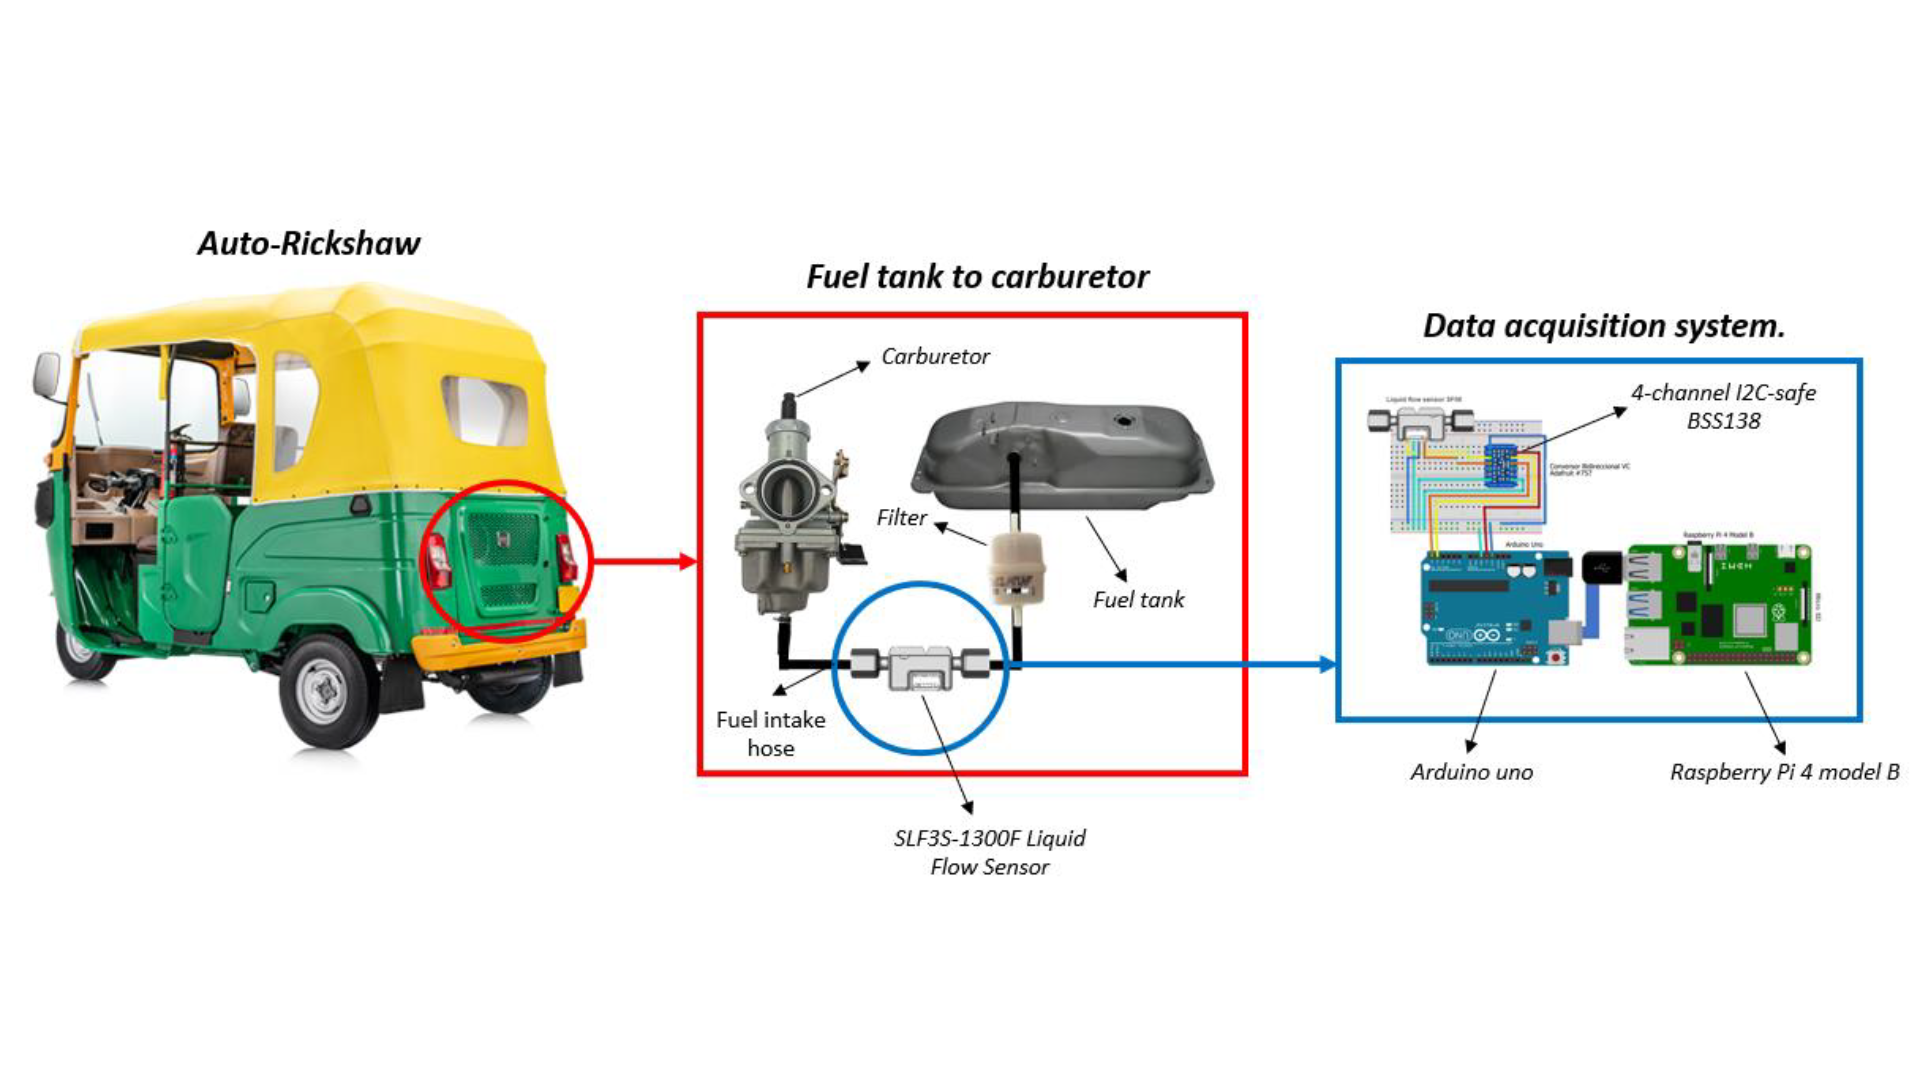 Auto-Rickshaw
Fuel tank to carburetor
Data acquisition system.
Carburetor
Filter
Fuel tank
Fuel intake
hose
SLF3S-1300F Liquid
Flow Sensor
4-channel I2C-safe
BSS138
Liquid flow sensor
Conversor Bidireccional VC
Adafruit #757
Arduino Uno
UNO
Raspberry Pi 4 Model B
HDMI
Arduino uno
Raspberry Pi 4 model B